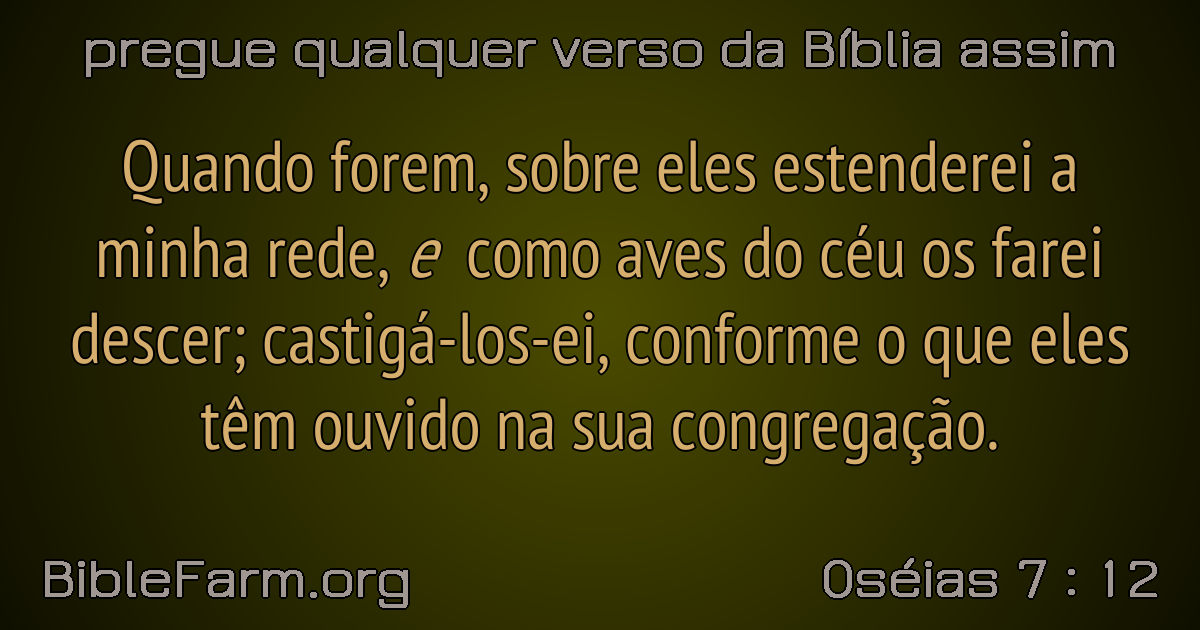 pregue qualquer verso da Bíblia assim
Quando forem, sobre eles estenderei a
minha rede, e como aves do céu os farei
descer; castigá-los-ei, conforme o que eles
têm ouvido na sua congregação.
BibleFarm.org
Oséias 7 : 12